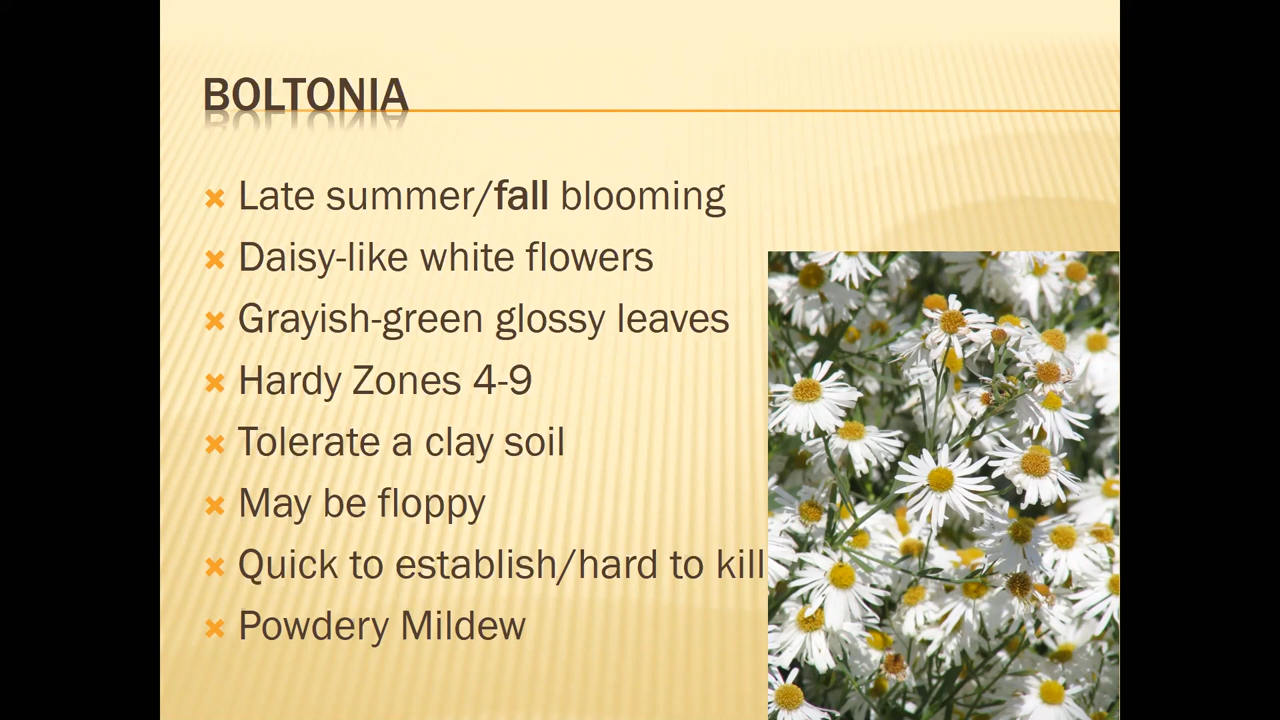 BOLTONIA
Late summer/fall blooming
Daisy-like white flowers
Grayish-green glossy leaves
Hardy Zones 4-9
Tolerate a clay soil
May be floppy
Quick to establish/hard to kill
Powdery Mildew